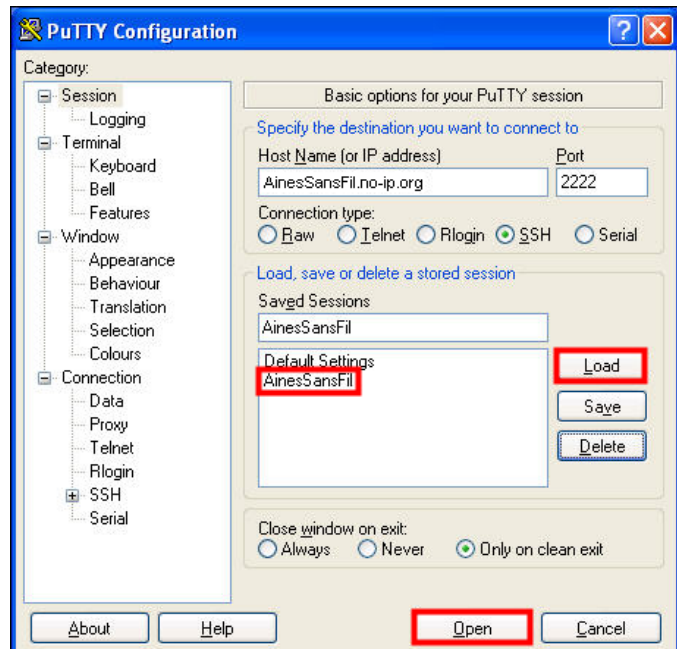 PuTTY Configuration
Category:
Session
Logging
Terminal
Keyboard
Bell
Features
Window
Appearance
Behaviour
Translation
Selection
Colours
Connection
Data
Proxy
Telnet
Rlogin
SSH
Serial
Basic options for your PuTTY session
Specify the destination you want to connect to
Host Name (or IP address) Port
AinesSansFil.no-ip.org 2222
Connection type:
Raw Telnet Rlogin SSH Serial
Load, save or delete a stored session
Saved Sessions
AinesSansFil
Default Settings
AinesSansFil
Load
Save
Delete
Close window on exit:
Always Never Only on clean exit
About Help Open Cancel